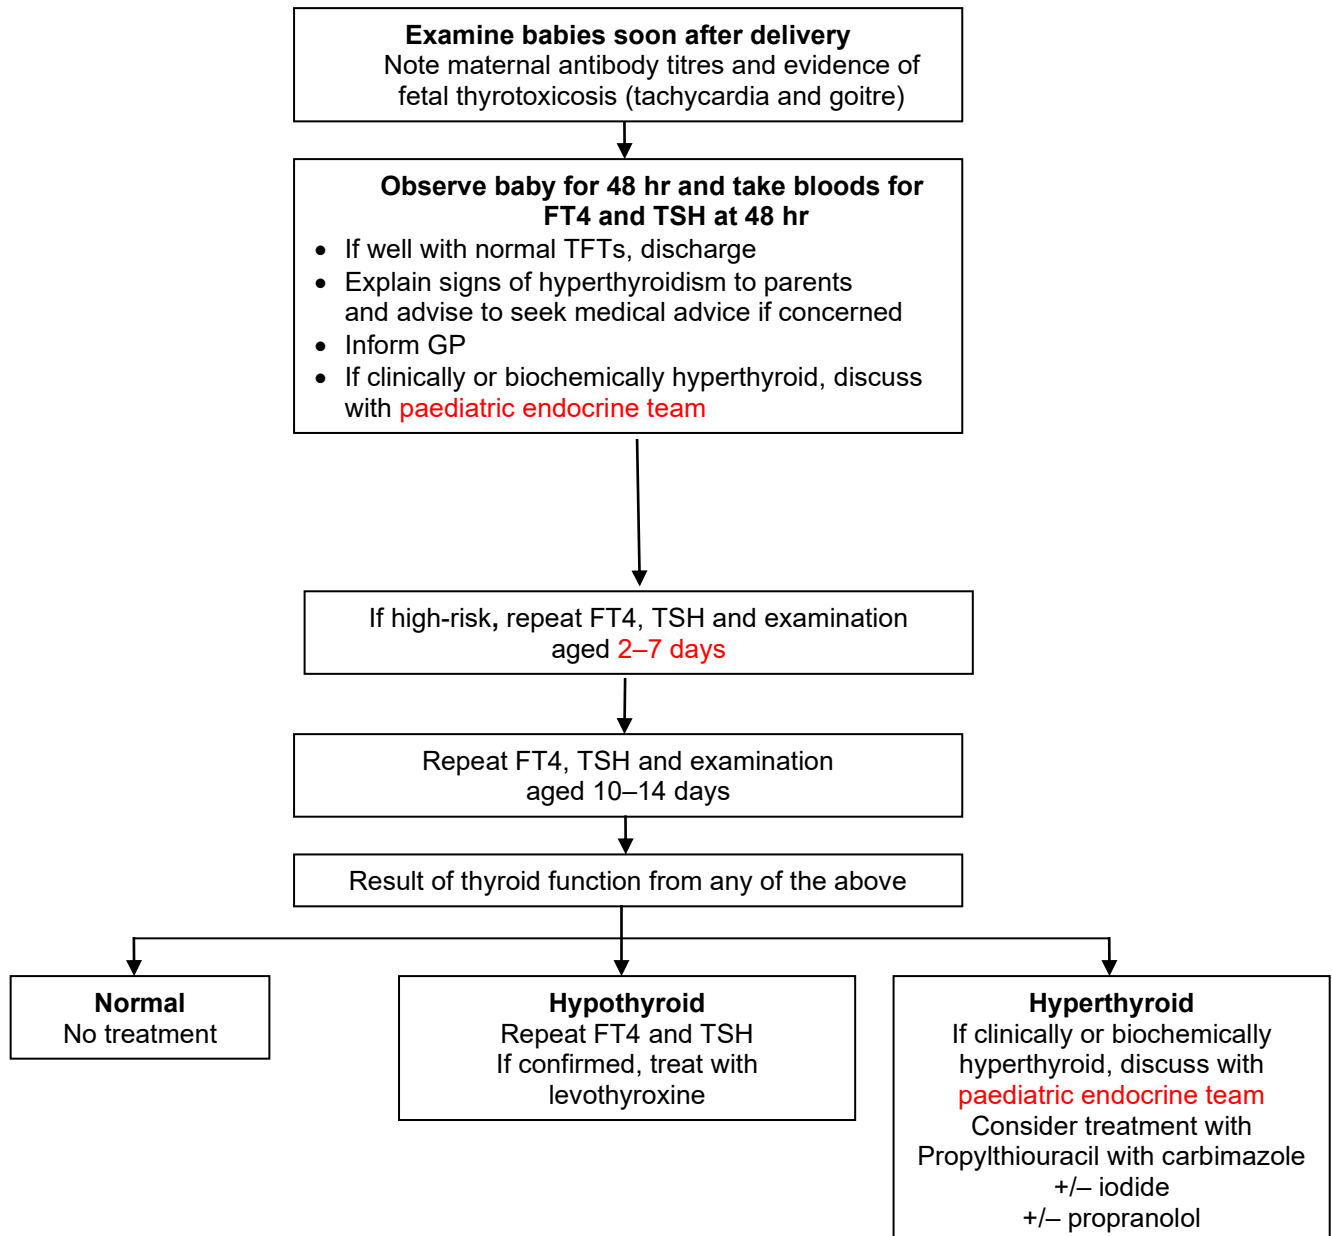 Examine babies soon after delivery
Note maternal antibody titres and evidence of
fetal thyrotoxicosis (tachycardia and goitre)
Observe baby for 48 hr and take bloods for
FT4 and TSH at 48 hr
• If well with normal TFTs, discharge
• Explain signs of hyperthyroidism to parents
and advise to seek medical advice if concerned
• Inform GP
• If clinically or biochemically hyperthyroid, discuss
with paediatric endocrine team
If high-risk, repeat FT4, TSH and examination
aged 2–7 days
Repeat FT4, TSH and examination
aged 10–14 days
Result of thyroid function from any of the above
Normal
No treatment
Hypothyroid
Repeat FT4 and TSH
If confirmed, treat with
levothyroxine
Hyperthyroid
If clinically or biochemically
hyperthyroid, discuss with
paediatric endocrine team
Consider treatment with
Propylthiouracil with carbimazole
+/– iodide
+/– propranolol